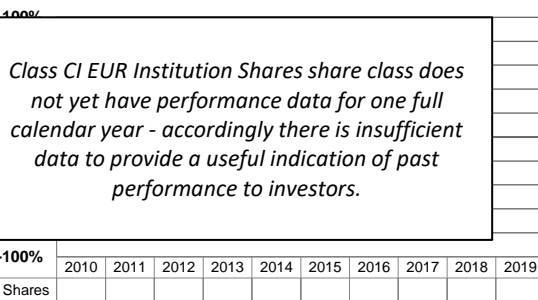 100%
Class CI EUR Institution Shares share class does
not yet have performance data for one full
calendar year - accordingly there is insufficient
data to provide a useful indication of past
performance to investors.
-100%
2010 2011 2012 2013 2014 2015 2016 2017 2018 2019
Shares